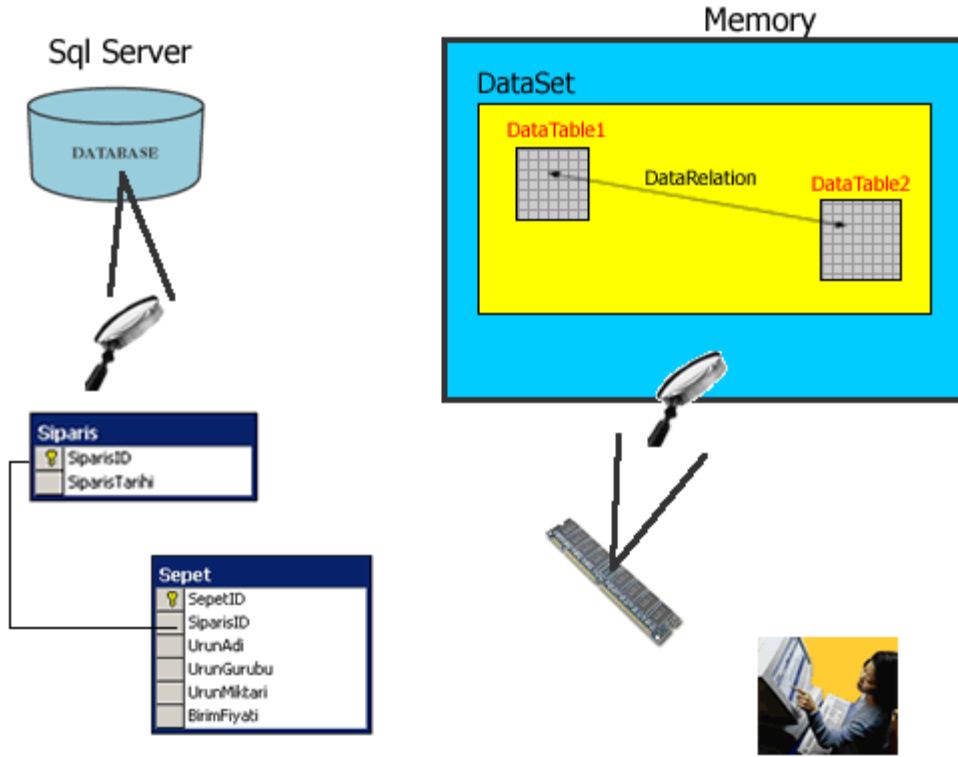 Sql Server
DATABASE
Siparis
SiparisID
SiparisTarihi
Sepet
SepetID
SiparisID
UrunAdi
UrunGurubu
UrunMiktari
BirimFiyati
Memory
DataSet
DataTable1
DataRelation
DataTable2